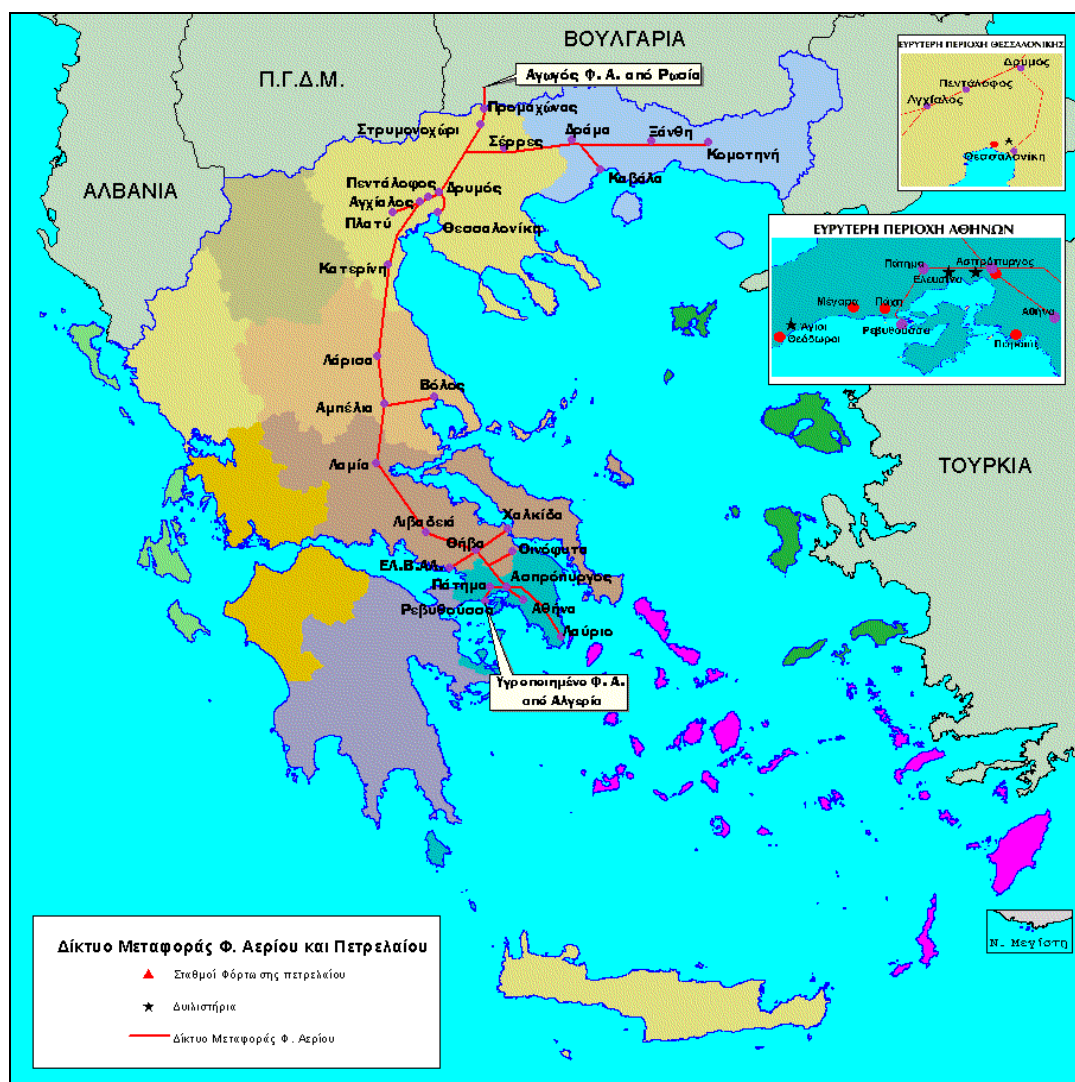 ΒΟΥΛΓΑΡΙΑ
Π.Γ.Δ.Μ.
ΑΛΒΑΝΙΑ
ΤΟΥΡΚΙΑ
Αγωγός Φ. Α. από Ρωσία
Προμαχώνας
Στρυμονοχώρι
Σέρρες
Δράμα
Ξάνθη
Κομοτηνή
Καβάλα
Πεντάλοφος
Δρυμός
Αγχίαλος
Πλατύ
Θεσσαλονίκα
Κατερίνη
Λάρισα
Βόλος
Αμπέλια
Λαμία
Λιβαδειά
Χαλκίδα
Θήβα
Οινόφυτα
ΕΛ.Β.ΑΛ.
Πάτημα
Ασπρόπυργος
Ρεβυθούσσα
Αθήνα
Λαύριο
Υγροποιημένο Φ. Α.
από Αλγερία
ΕΥΡΥΤΕΡΗ ΠΕΡΙΟΧΗ ΘΕΣΣΑΛΟΝΙΚΗΣ
Δρυμός
Πεντάλοφος
Αγχίαλος
Θεσσαλονίκη
ΕΥΡΥΤΕΡΗ ΠΕΡΙΟΧΗ ΑΘΗΝΩΝ
Πάτημα
Ασπρόπυργος
Ελευσίνα
Μέγαρα
Πάχη
Αθήνα
Ρεβυθούσσα
Άγιοι
Θεόδωροι
Ν. Μεγίστη
Δίκτυο Μεταφοράς Φ. Αερίου και Πετρελαίου
Σταθμοί Φόρτωσης πετρελαίου
Διυλιστήρια
Δίκτυο Μεταφοράς Φ. Αερίου